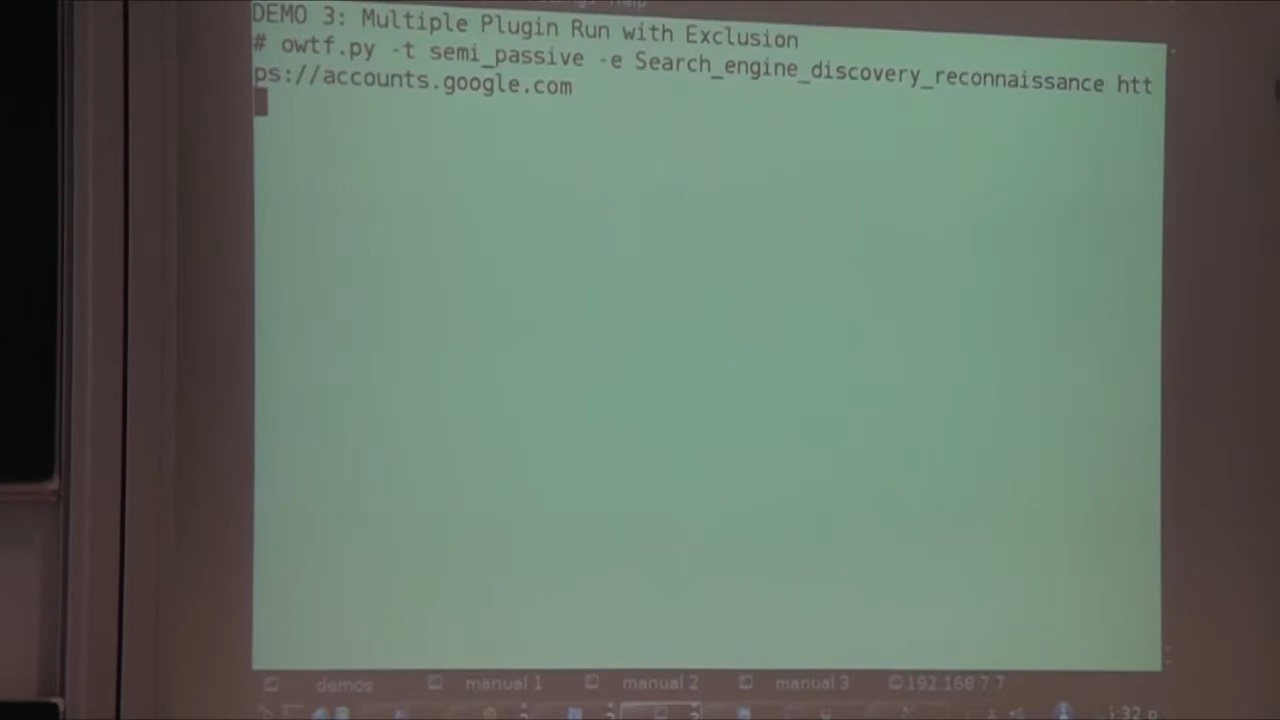 DEMO 3: Multiple Plugin Run with Exclusion
# owtf.py -t semi_passive -e Search_engine_discovery_reconnaissance htt
ps://accounts.google.com
demos manual 1 manual 2 manual 3 192.168.7.7